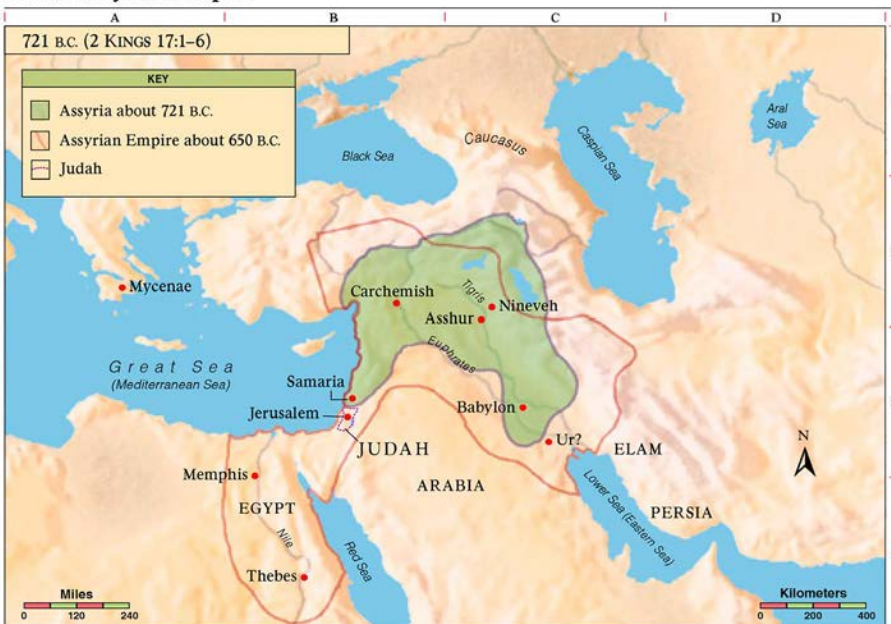 A B C D
721 B.C. (2 KINGS 17:1–6)
KEY
Assyria about 721 B.C.
Assyrian Empire about 650 B.C.
Judah
Aral
Sea
Caucasus
Caspian Sea
Black Sea
Mycenae
Carchemish
Tigris
Nineveh
Asshur
Great Sea
(Mediterranean Sea)
Euphrates
Samaria
Babylon
Jerusalem
Ur?
JUDAH
ELAM
N
Memphis
ARABIA
EGYPT
Lower Sea (Eastern Sea)
PERSIA
Nile
Red Sea
Thebes
Miles
0 120 240
Kilometers
0 200 400